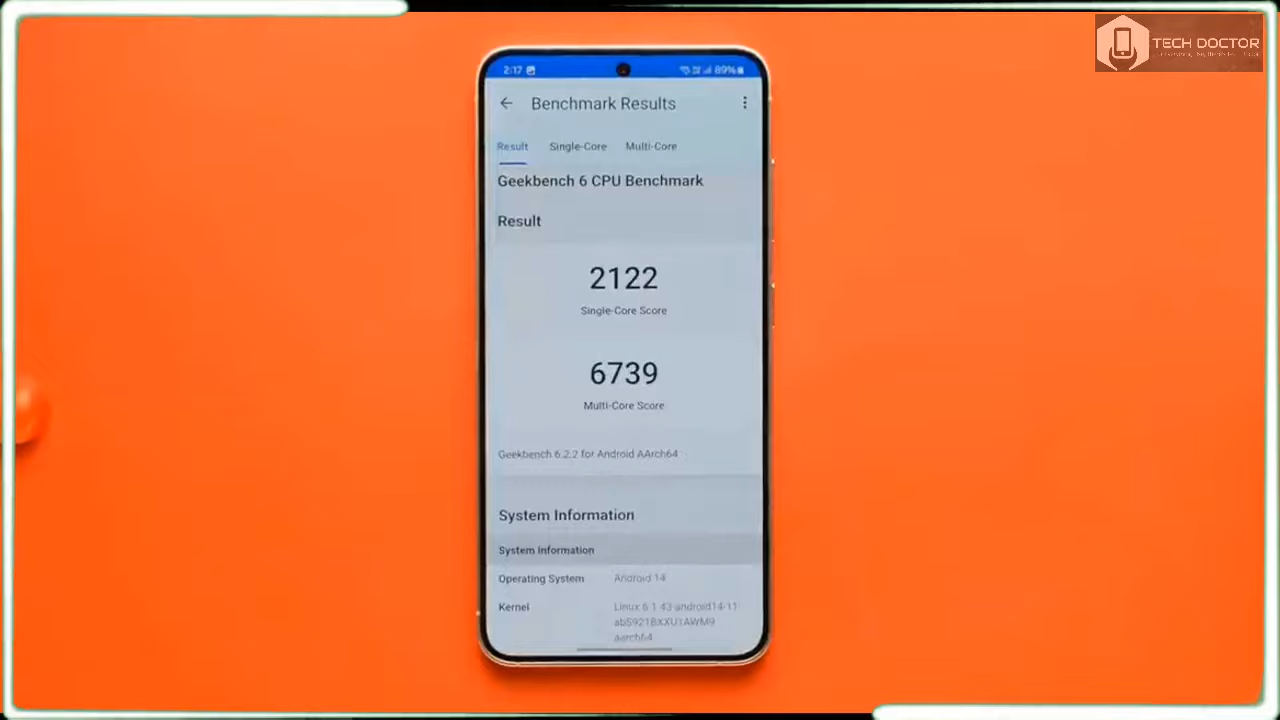 TECH DOCTOR
2:17
89%
Benchmark Results
Result Single-Core Multi-Core
Geekbench 6 CPU Benchmark
Result
2122
Single-Core Score
6739
Multi-Core Score
Geekbench 6.2.2 for Android AArch64
System Information
System Information
Operating System Android 14
Kernel Linux 6.1.43-android14-11
abS921BXXU1AWM9
aarch64